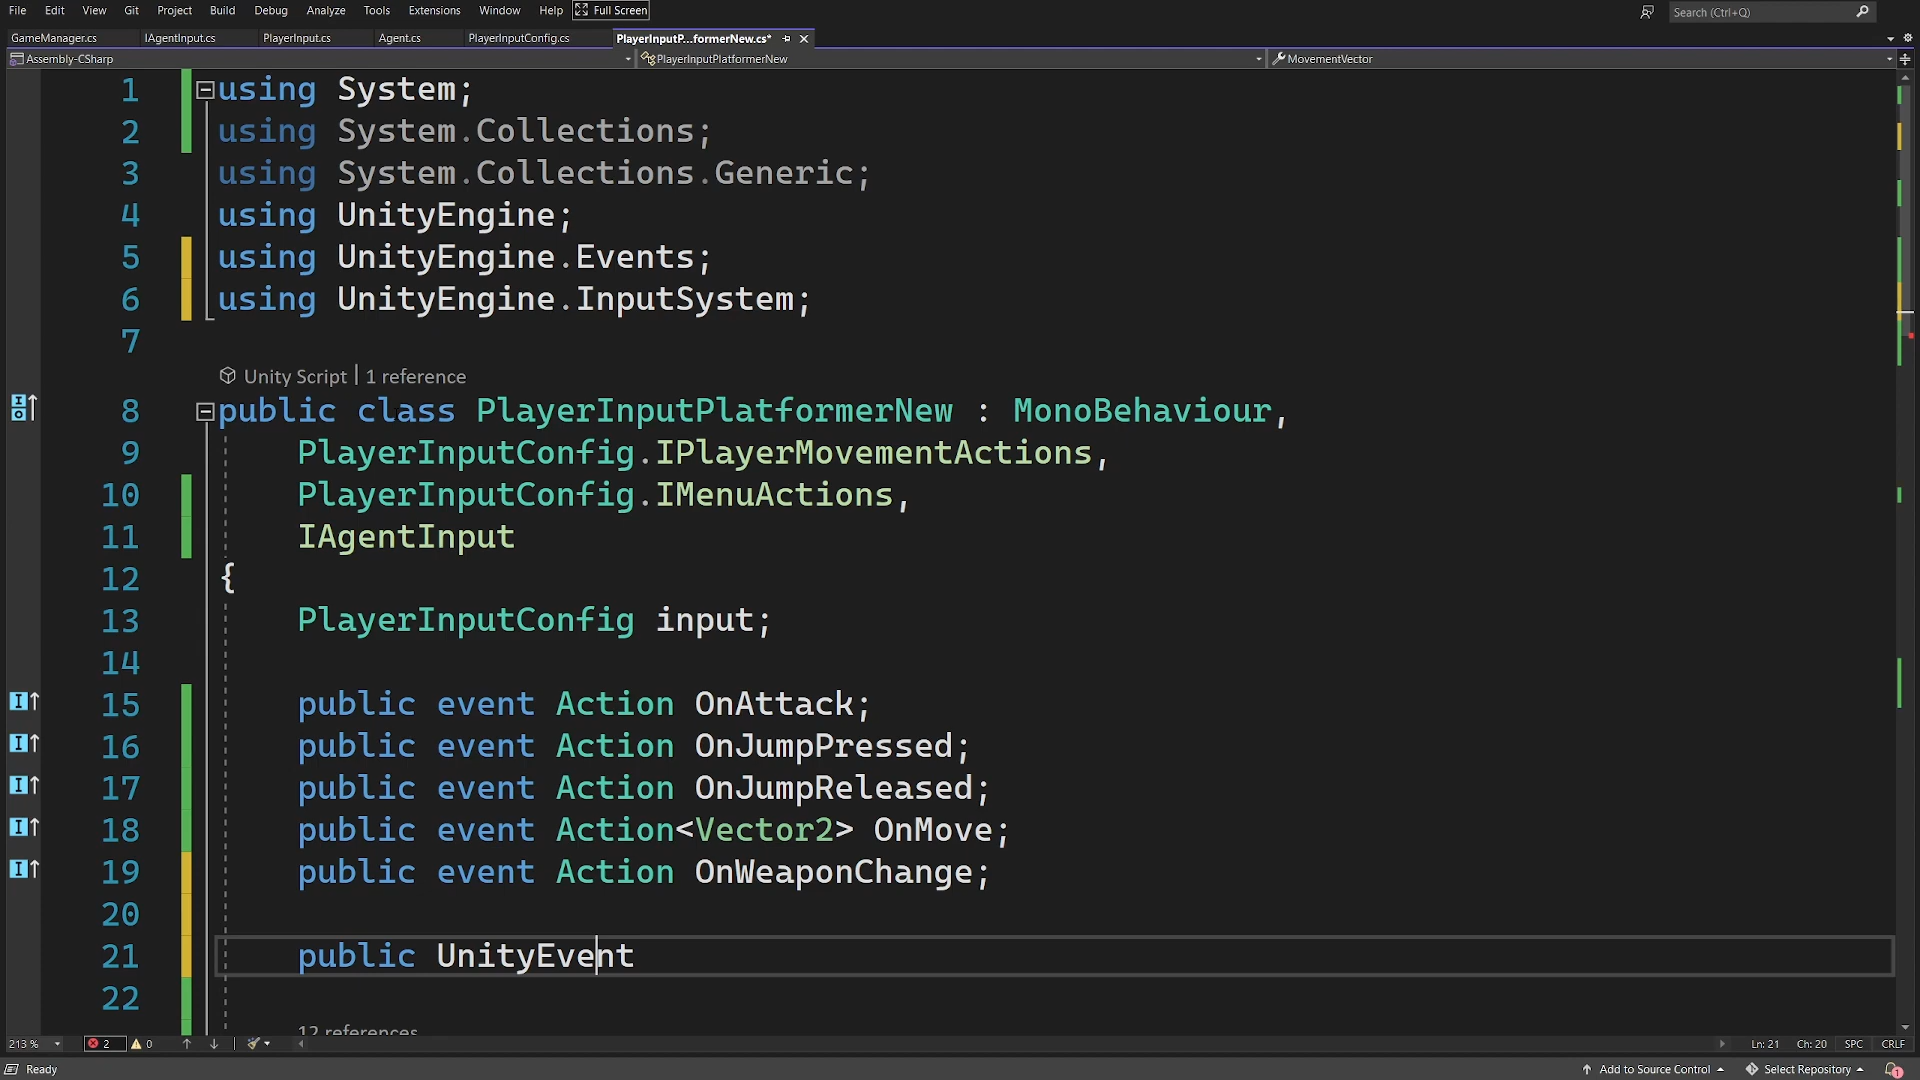 File Edit View Git Project Build Debug Analyze Tools Extensions Window Help Full Screen Search (Ctrl+Q)
GameManager.cs IAgentInput.cs PlayerInput.cs Agent.cs PlayerInputConfig.cs PlayerInputP...formerNew.cs*
Assembly-CSharp PlayerInputPlatformerNew MovementVector
1 using System;
2 using System.Collections;
3 using System.Collections.Generic;
4 using UnityEngine;
5 using UnityEngine.Events;
6 using UnityEngine.InputSystem;
7
Unity Script | 1 reference
8 public class PlayerInputPlatformerNew : MonoBehaviour,
9 PlayerInputConfig.IPlayerMovementActions,
10 PlayerInputConfig.IMenuActions,
11 IAgentInput
12 {
13 PlayerInputConfig input;
14
15 public event Action OnAttack;
16 public event Action OnJumpPressed;
17 public event Action OnJumpReleased;
18 public event Action<Vector2> OnMove;
19 public event Action OnWeaponChange;
20
21 public UnityEvent
22
12 references
213 % 2 0 Ln: 21 Ch: 20 SPC CRLF
Ready Add to Source Control Select Repository 1